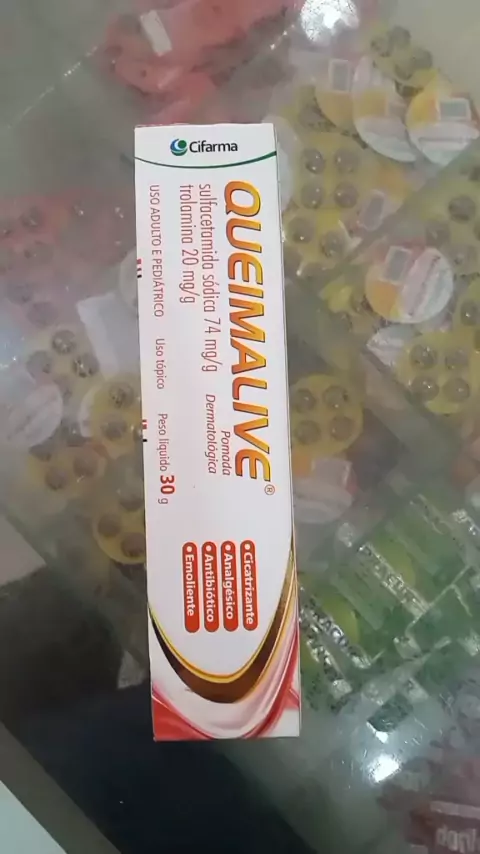 Cifarma
QUEIMALIVE®
sulfacetamida sódica 74 mg/g
trolamina 20 mg/g
Pomada
Dermatológica
USO ADULTO E PEDIÁTRICO Uso tópico Peso líquido 30 g
• Cicatrizante
• Analgésico
• Antibiótico
• Emoliente